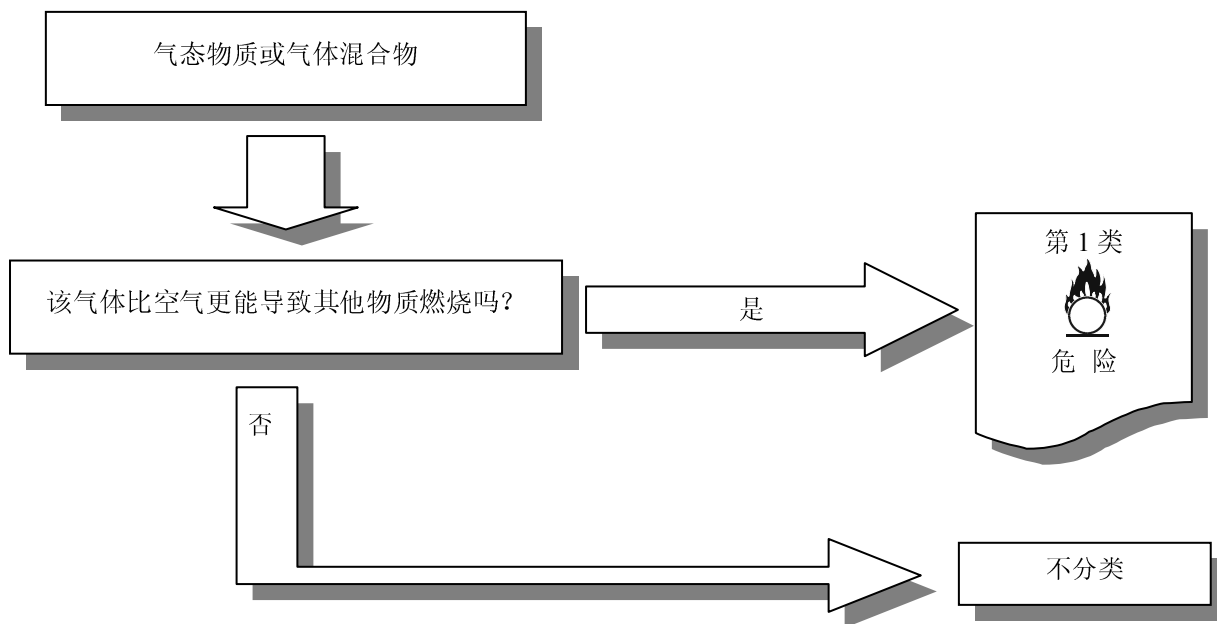 气态物质或气体混合物
该气体比空气更能导致其他物质燃烧吗？
是
第 1 类
危 险
否
不分类